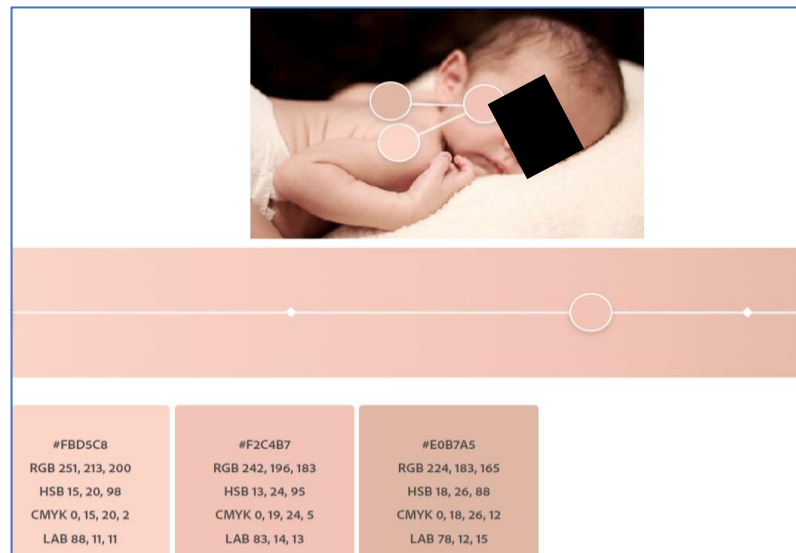 #FBD5C8
RGB 251, 213, 200
HSB 15, 20, 98
CMYK 0, 15, 20, 2
LAB 88, 11, 11
#F2C4B7
RGB 242, 196, 183
HSB 13, 24, 95
CMYK 0, 19, 24, 5
LAB 83, 14, 13
#E0B7A5
RGB 224, 183, 165
HSB 18, 26, 88
CMYK 0, 18, 26, 12
LAB 78, 12, 15